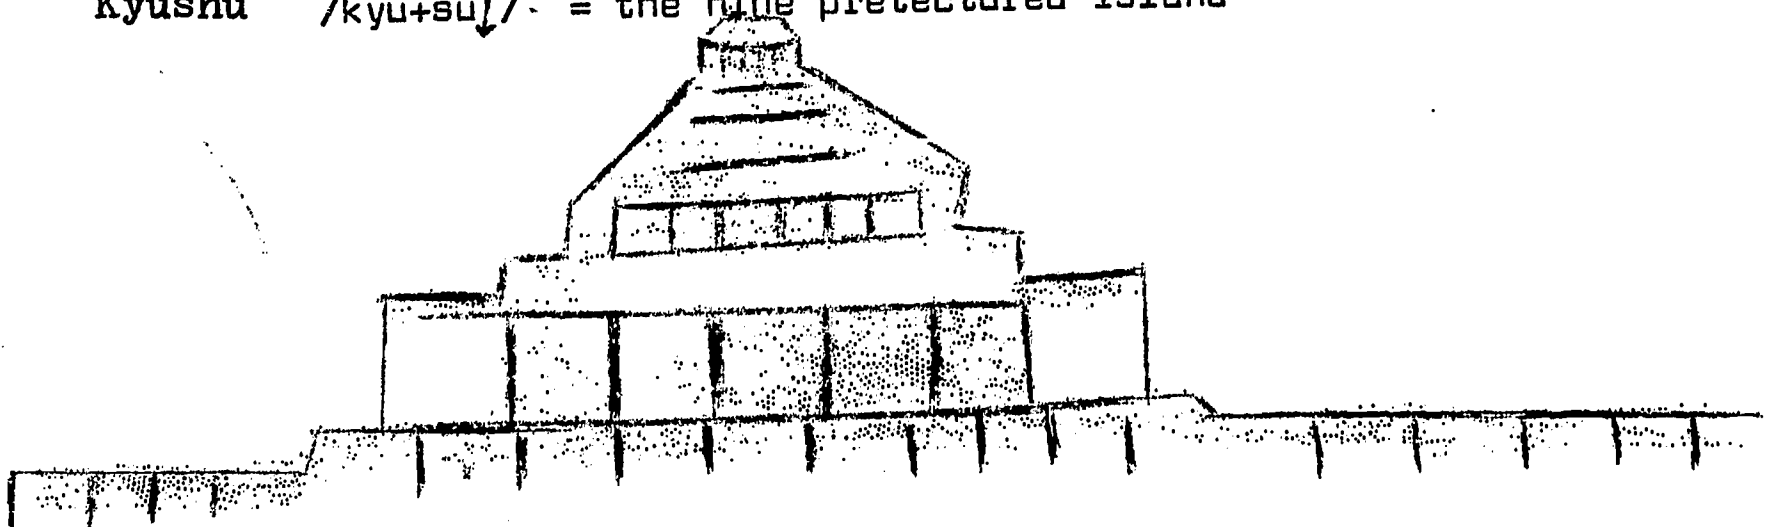 Kyushu /kyu+su↓/. = the nine prefectured island